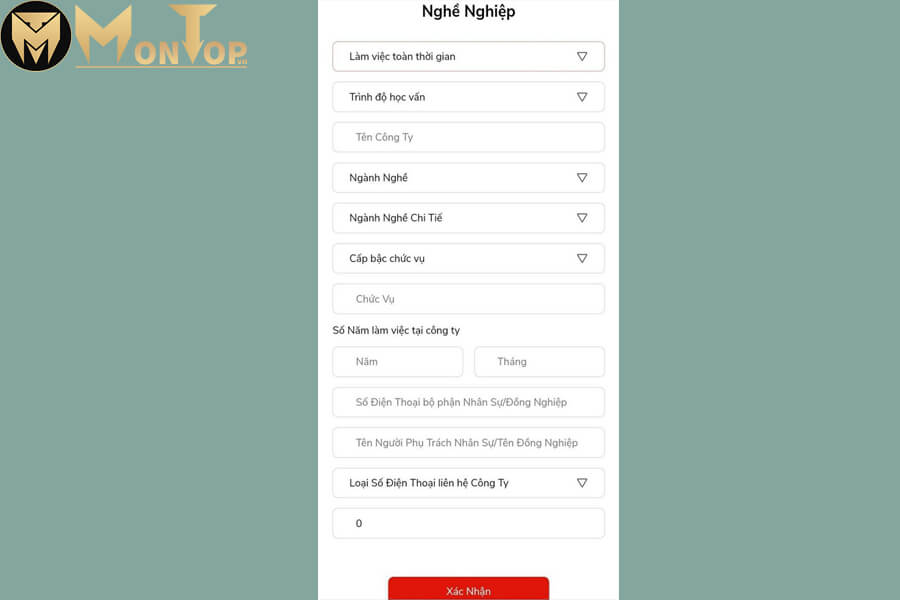 MonTop.vn
Nghề Nghiệp
Làm việc toàn thời gian
Trình độ học vấn
Tên Công Ty
Ngành Nghề
Ngành Nghề Chi Tiế
Cấp bậc chức vụ
Chức Vụ
Số Năm làm việc tại công ty
Năm Tháng
Số Điện Thoại bộ phận Nhân Sự/Đồng Nghiệp
Tên Người Phụ Trách Nhân Sự/Tên Đồng Nghiệp
Loại Số Điện Thoại liên hệ Công Ty
0
Xác Nhận